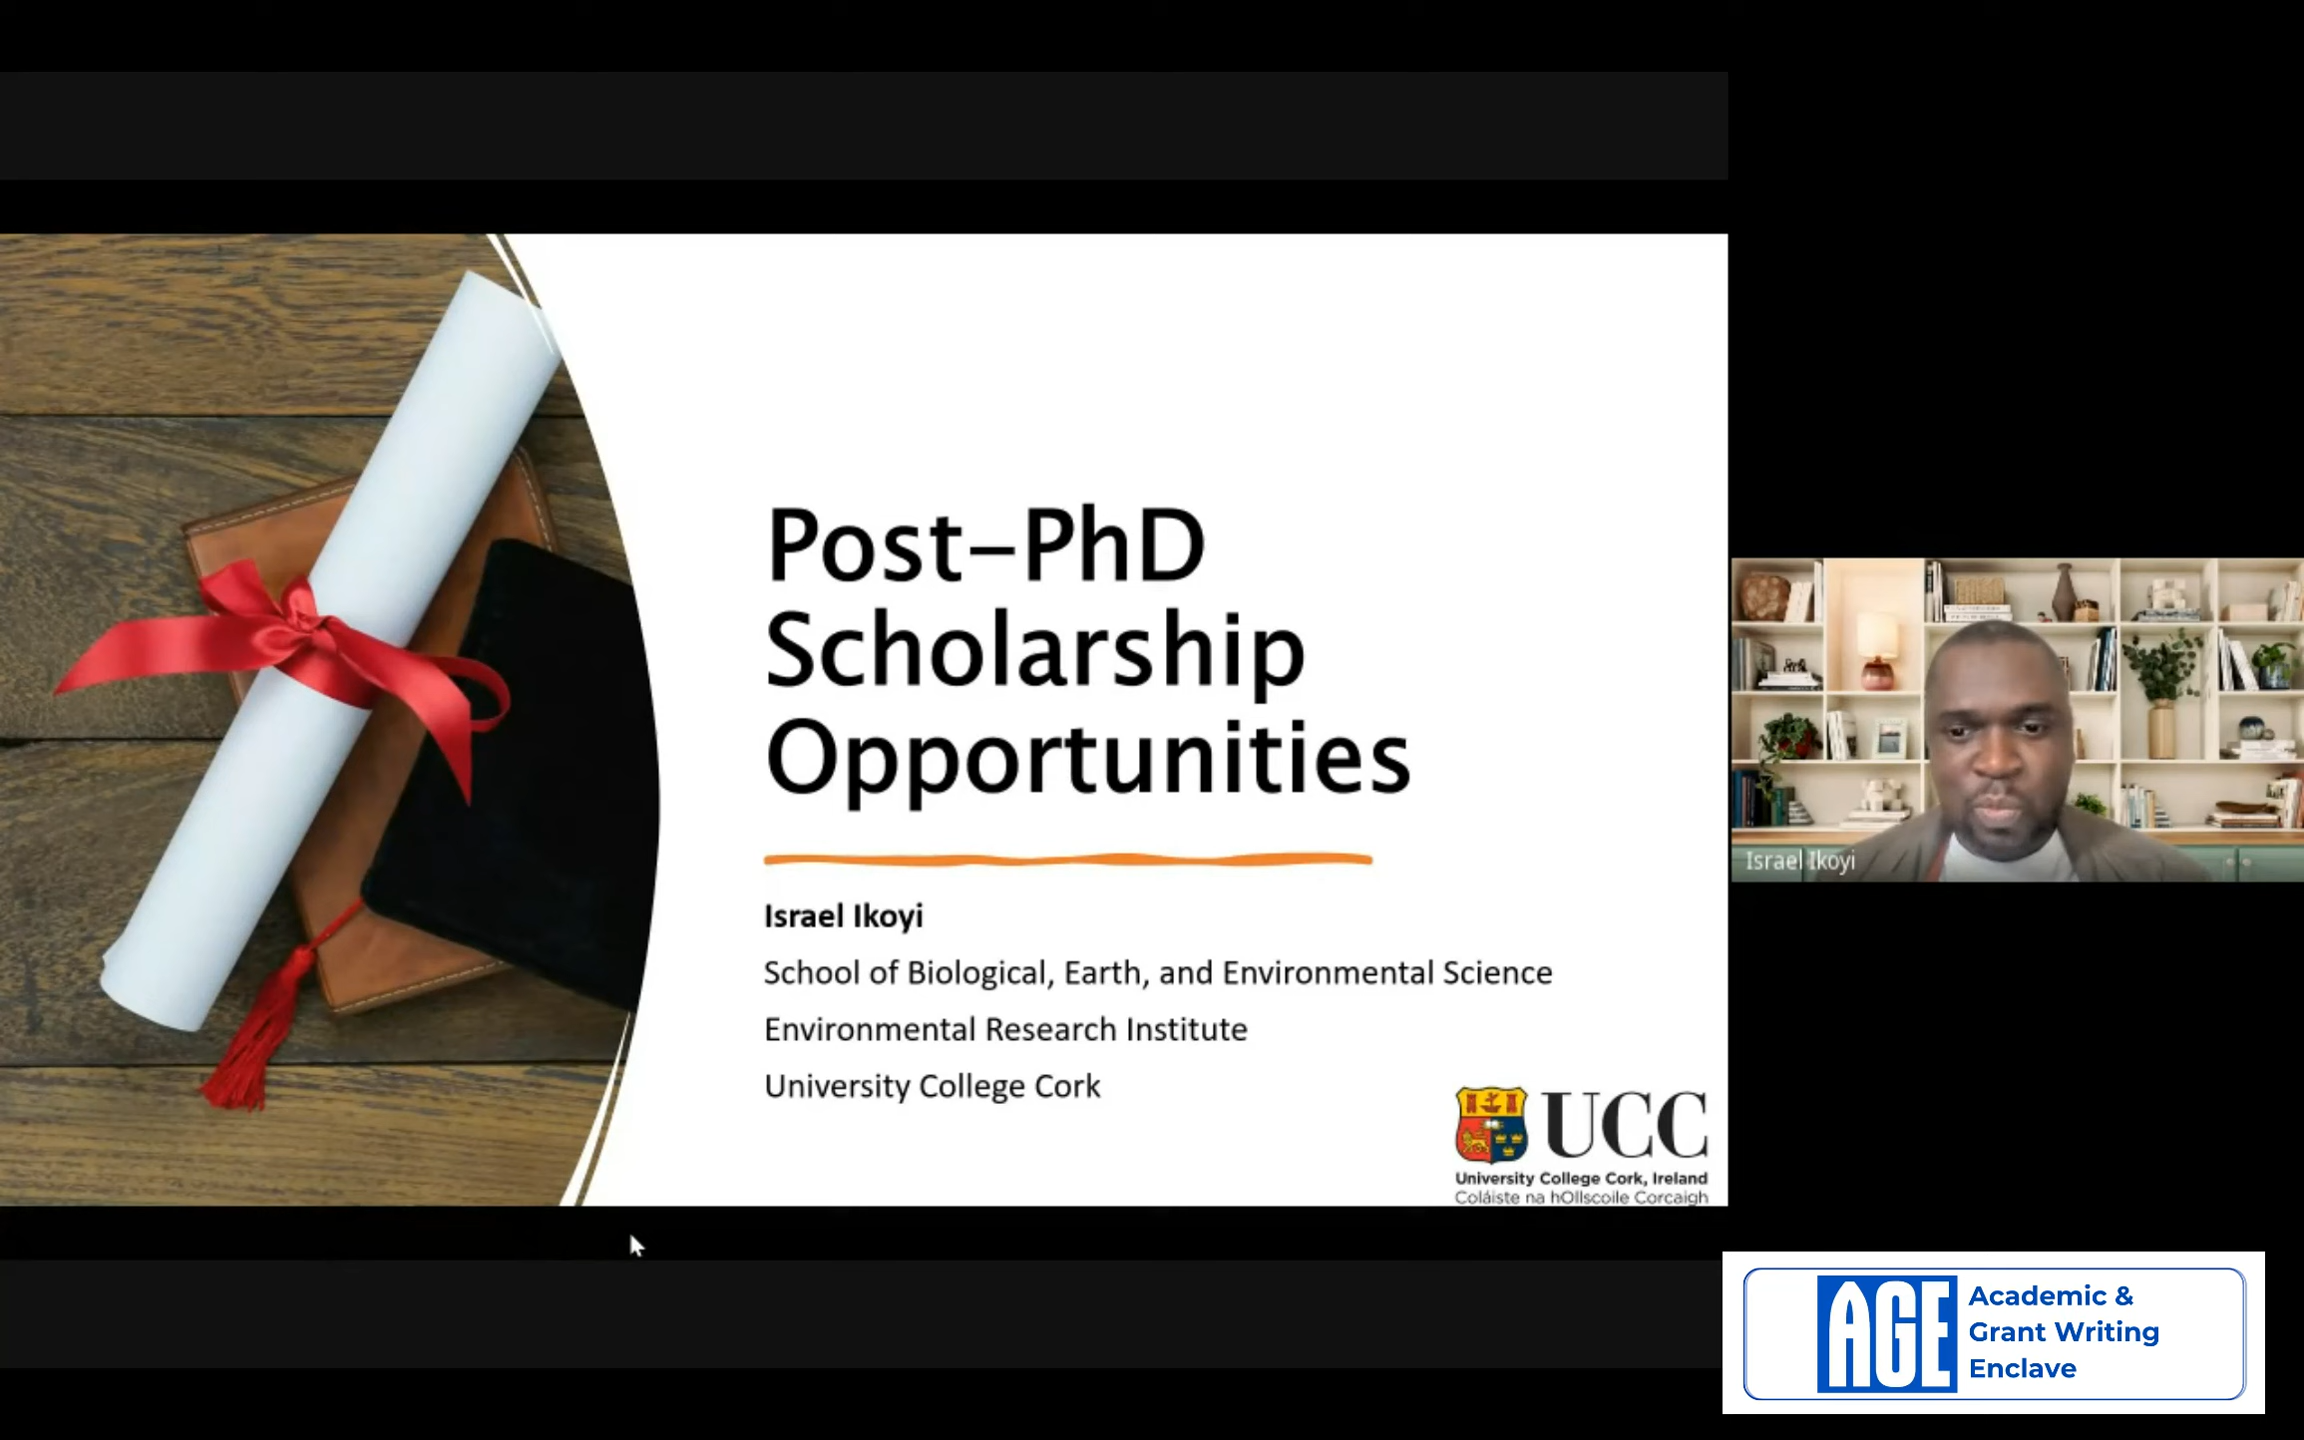 Post–PhD
Scholarship
Opportunities
Israel Ikoyi
School of Biological, Earth, and Environmental Science
Environmental Research Institute
University College Cork
UCC
University College Cork, Ireland
Coláiste na hOllscoile Corcaigh
Israel Ikoyi
AGE
Academic &
Grant Writing
Enclave